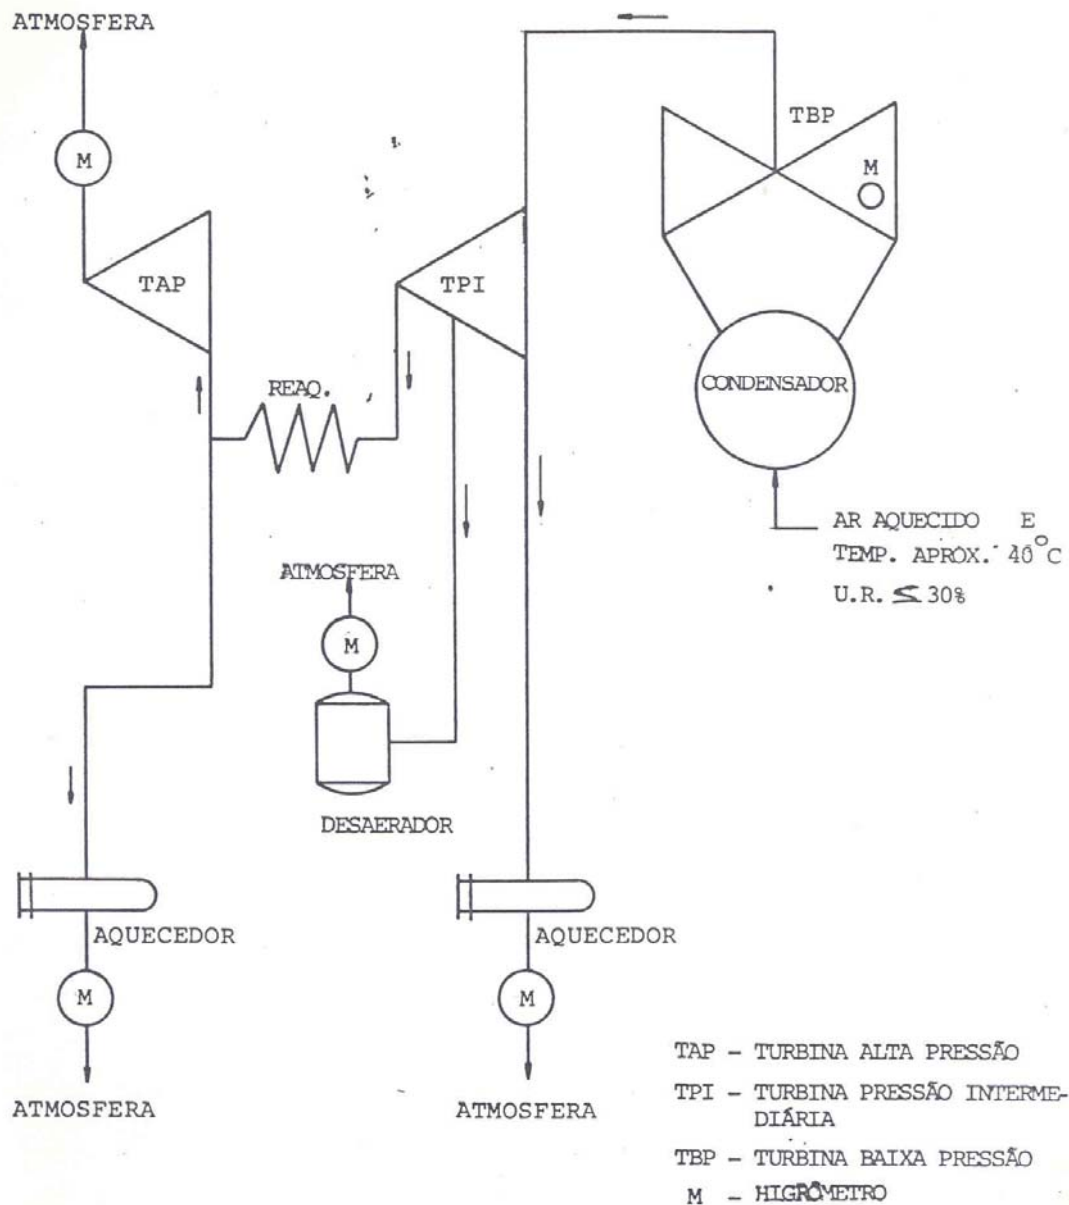 ATMOSFERA
TBP
M
M
TAP
TPI
REAQ.
CONDENSADOR
AR AQUECIDO E
TEMP. APROX. 40°C
U.R. ≤ 30%
ATMOSFERA
M
DESAERADOR
AQUECEDOR
AQUECEDOR
M
M
ATMOSFERA
ATMOSFERA
TAP - TURBINA ALTA PRESSÃO
TPI - TURBINA PRESSÃO INTERME-
DIÁRIA
TBP - TURBINA BAIXA PRESSÃO
M - HIGRÔMETRO